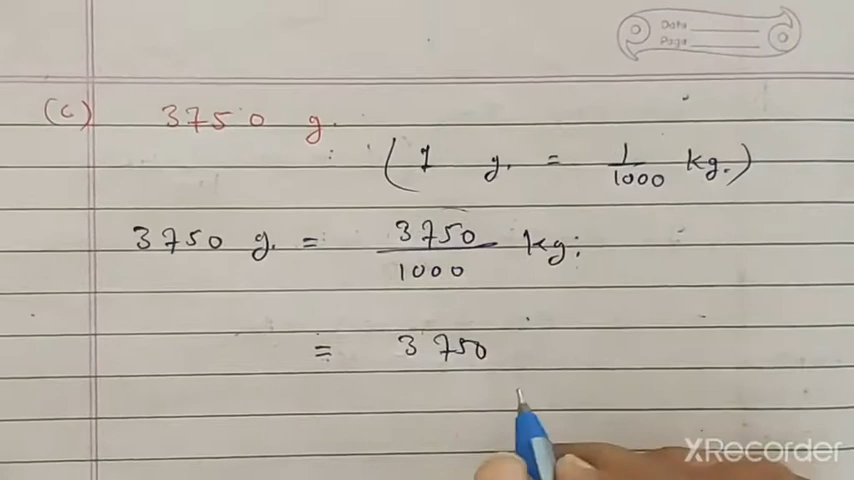 Date
Page
(c) 3750 g.
(1 g. = 1/1000 kg.)
3750 g. = 3750/1000 kg.
= 3750
XRecorder